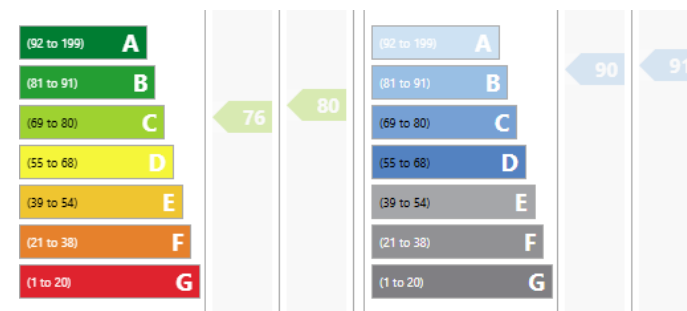 (92 to 199) A
(81 to 91) B
(69 to 80) C
(55 to 68) D
(39 to 54) E
(21 to 38) F
(1 to 20) G
76
80
(92 to 199) A
(81 to 91) B
(69 to 80) C
(55 to 68) D
(39 to 54) E
(21 to 38) F
(1 to 20) G
90
91